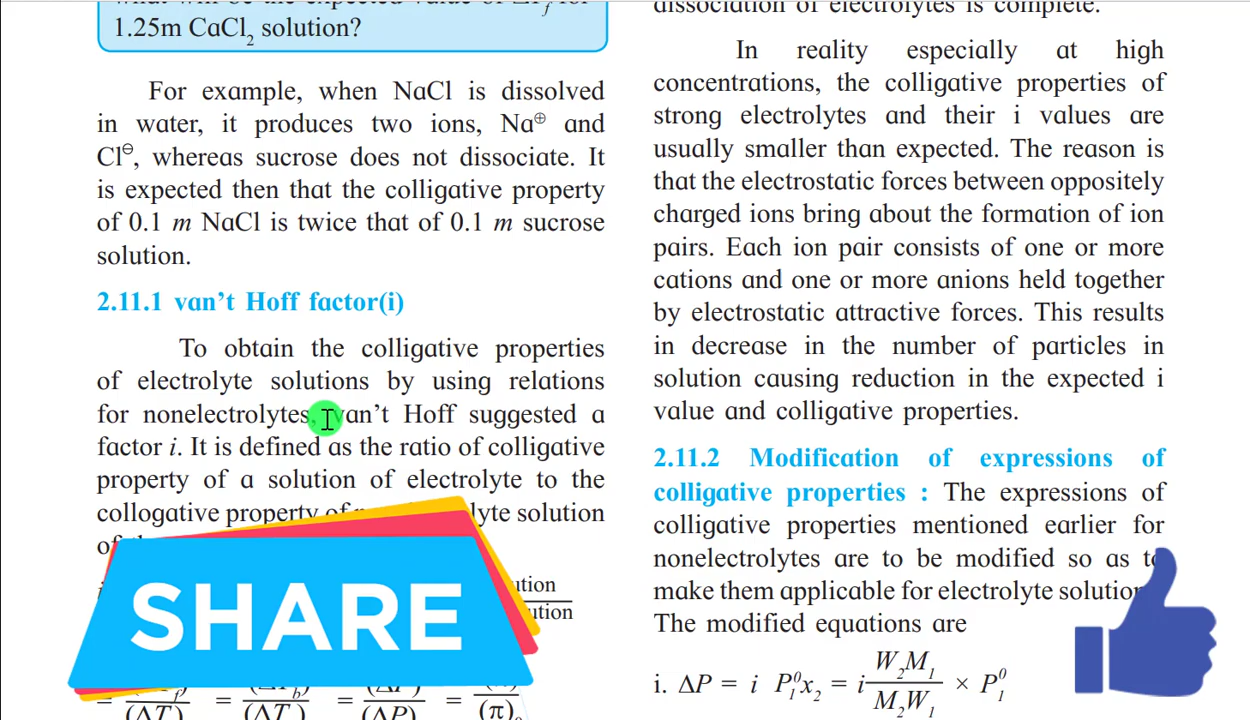 1.25m CaCl₂ solution?
For example, when NaCl is dissolved
in water, it produces two ions, Na⊕ and
Cl⊖, whereas sucrose does not dissociate. It
is expected then that the colligative property
of 0.1 m NaCl is twice that of 0.1 m sucrose
solution.
2.11.1 van’t Hoff factor(i)
To obtain the colligative properties
of electrolyte solutions by using relations
for nonelectrolytes, van’t Hoff suggested a
factor i. It is defined as the ratio of colligative
property of a solution of electrolyte to the
collogative property of lyte solution
SHARE
dissociation of electrolytes is complete.
In reality especially at high
concentrations, the colligative properties of
strong electrolytes and their i values are
usually smaller than expected. The reason is
that the electrostatic forces between oppositely
charged ions bring about the formation of ion
pairs. Each ion pair consists of one or more
cations and one or more anions held together
by electrostatic attractive forces. This results
in decrease in the number of particles in
solution causing reduction in the expected i
value and colligative properties.
2.11.2 Modification of expressions of
colligative properties : The expressions of
colligative properties mentioned earlier for
nonelectrolytes are to be modified so as to
make them applicable for electrolyte solution
The modified equations are
i. ΔP = i P₁⁰x₂ = i W₂M₁ / M₂W₁ × P₁⁰